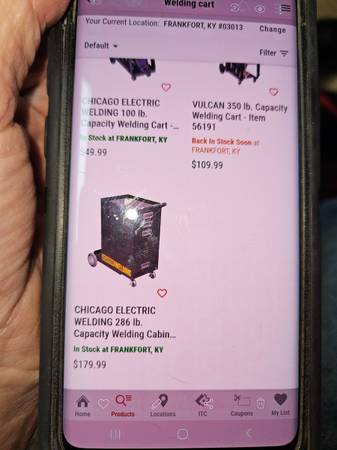 Welding cart
Your Current Location: FRANKFORT, KY #03013
Change
Default
Filter
CHICAGO ELECTRIC
WELDING 100 lb.
Capacity Welding Cart -...
In Stock at FRANKFORT, KY
$49.99
VULCAN 350 lb. Capacity
Welding Cart - Item
56191
Back In Stock Soon at
FRANKFORT, KY
$109.99
CHICAGO ELECTRIC
WELDING 286 lb.
Capacity Welding Cabin...
In Stock at FRANKFORT, KY
$179.99
Home
Products
Locations
ITC
Coupons
My List